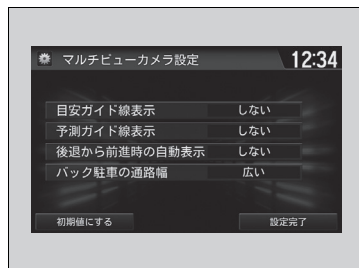 マルチビューカメラ設定 12:34
目安ガイド線表示 しない
予測ガイド線表示 しない
後退から前進時の自動表示 しない
バック駐車の通路幅 広い
初期値にする 設定完了